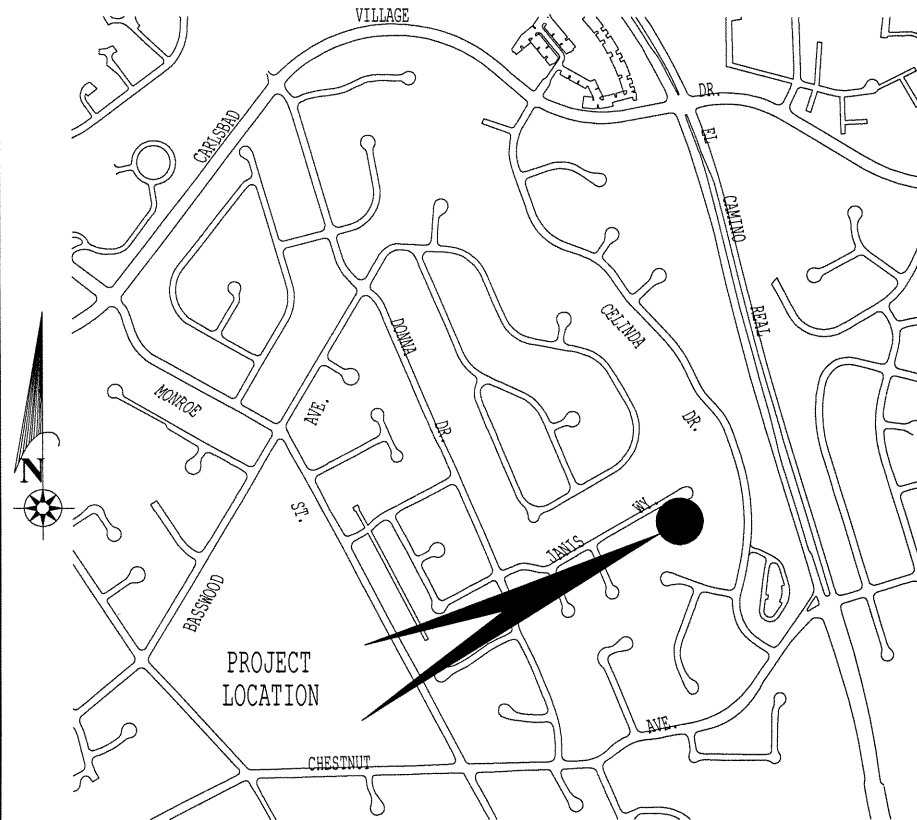 VILLAGE
DR.
CARLSBAD
EL
CAMINO
REAL
CELINDA
DR.
DONNA
DR.
MONROE
AVE.
ST.
N
WY.
JANIS
BASSWOOD
PROJECT
LOCATION
AVE.
CHESTNUT